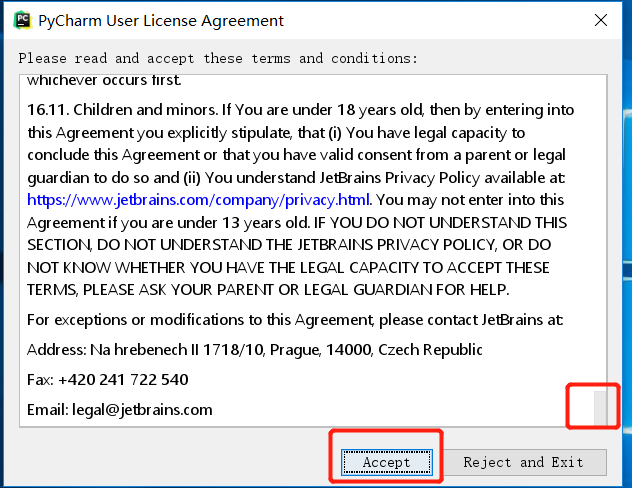 PC
PyCharm User License Agreement
Please read and accept these terms and conditions:
whichever occurs first.
16.11. Children and minors. If You are under 18 years old, then by entering into
this Agreement you explicitly stipulate, that (i) You have legal capacity to
conclude this Agreement or that you have valid consent from a parent or legal
guardian to do so and (ii) You understand JetBrains Privacy Policy available at:
https://www.jetbrains.com/company/privacy.html. You may not enter into this
Agreement if you are under 13 years old. IF YOU DO NOT UNDERSTAND THIS
SECTION, DO NOT UNDERSTAND THE JETBRAINS PRIVACY POLICY, OR DO
NOT KNOW WHETHER YOU HAVE THE LEGAL CAPACITY TO ACCEPT THESE
TERMS, PLEASE ASK YOUR PARENT OR LEGAL GUARDIAN FOR HELP.
For exceptions or modifications to this Agreement, please contact JetBrains at:
Address: Na hrebenech II 1718/10, Prague, 14000, Czech Republic
Fax: +420 241 722 540
Email: legal@jetbrains.com
Accept
Reject and Exit